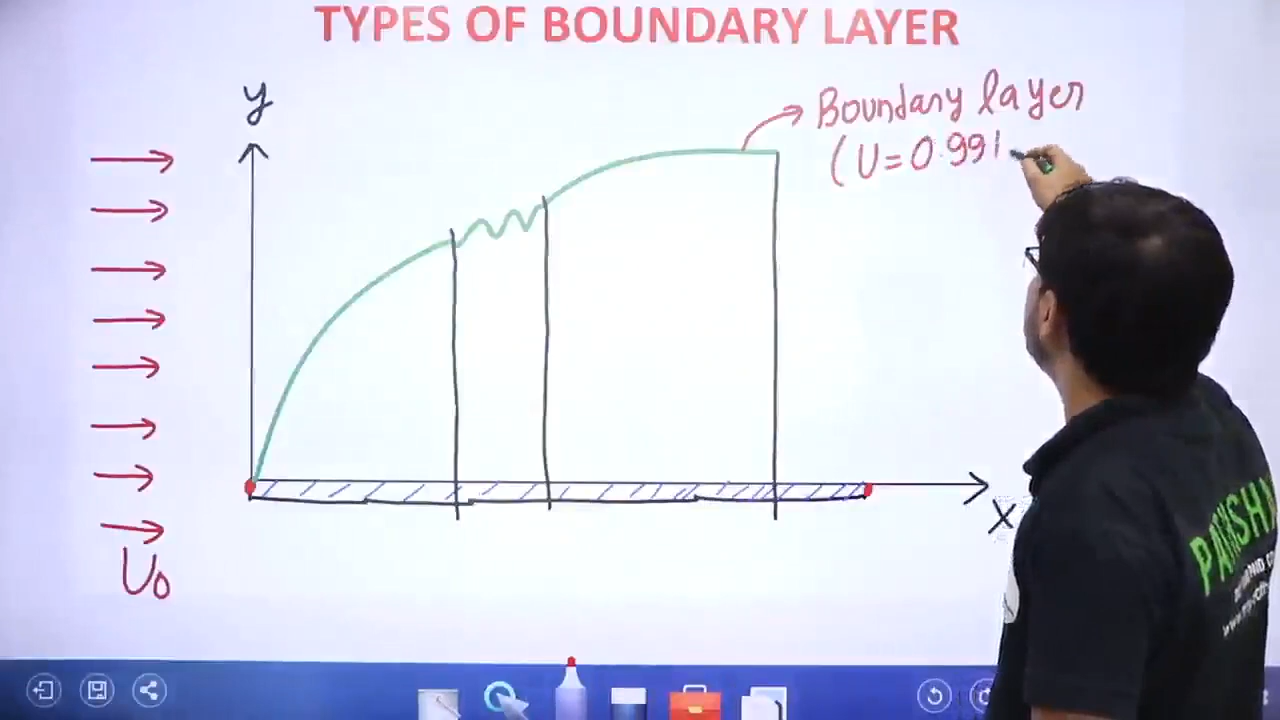 TYPES OF BOUNDARY LAYER
y
Boundary layer
(U=0.99
X
U0